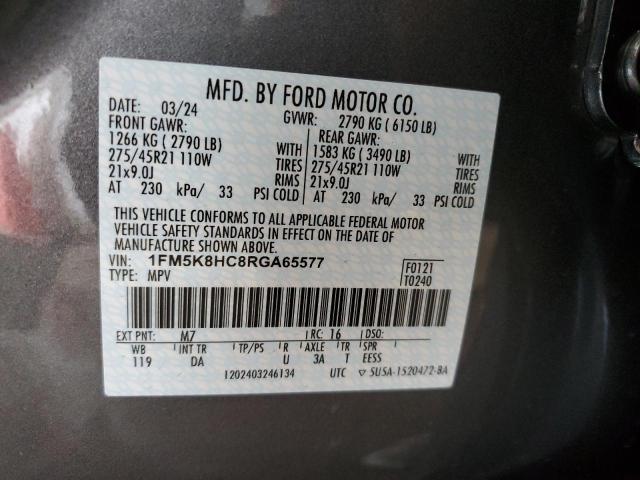 MFD. BY FORD MOTOR CO.
DATE: 03/24 GVWR: 2790 KG ( 6150 LB)
FRONT GAWR: REAR GAWR:
1266 KG ( 2790 LB) WITH 1583 KG ( 3490 LB) WITH
275/45R21 110W TIRES 275/45R21 110W TIRES
21x9.0J RIMS 21x9.0J RIMS
AT 230 kPa/ 33 PSI COLD AT 230 kPa/ 33 PSI COLD
THIS VEHICLE CONFORMS TO ALL APPLICABLE FEDERAL MOTOR
VEHICLE SAFETY STANDARDS IN EFFECT ON THE DATE OF
MANUFACTURE SHOWN ABOVE.
VIN: 1FM5K8HC8RGA65577 F0121
TYPE: MPV T0240
EXT PNT: M7 RC: 16 DSO:
WB INT TR TP/PS R AXLE TR SPR
119 DA U 3A T EESS
1202403246134 UTC ▽ 5U5A-1520472-BA